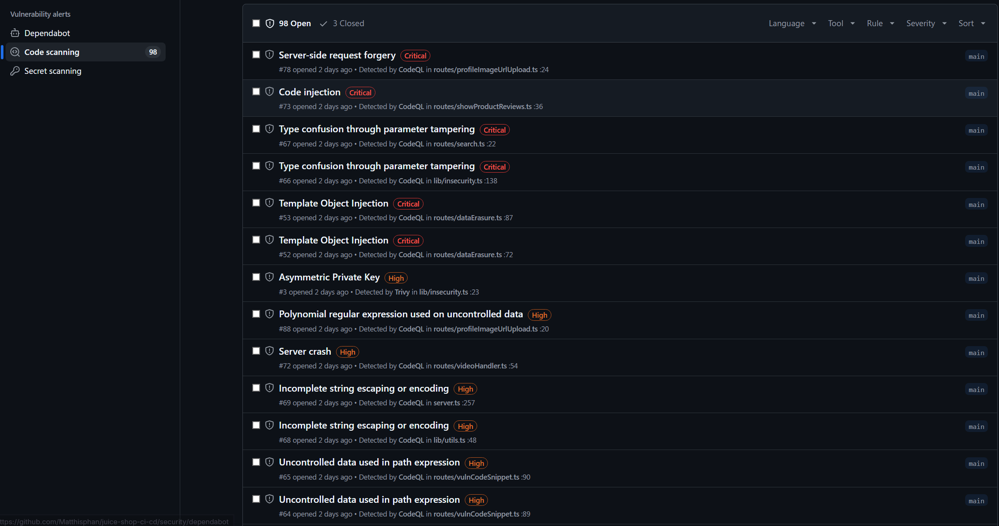 Vulnerability alerts
Dependabot
Code scanning 98
Secret scanning
98 Open 3 Closed Language Tool Rule Severity Sort
Server-side request forgery Critical main
#78 opened 2 days ago • Detected by CodeQL in routes/profileImageUrlUpload.ts :24
Code injection Critical main
#73 opened 2 days ago • Detected by CodeQL in routes/showProductReviews.ts :36
Type confusion through parameter tampering Critical main
#67 opened 2 days ago • Detected by CodeQL in routes/search.ts :22
Type confusion through parameter tampering Critical main
#66 opened 2 days ago • Detected by CodeQL in lib/insecurity.ts :138
Template Object Injection Critical main
#53 opened 2 days ago • Detected by CodeQL in routes/dataErasure.ts :87
Template Object Injection Critical main
#52 opened 2 days ago • Detected by CodeQL in routes/dataErasure.ts :72
Asymmetric Private Key High main
#3 opened 2 days ago • Detected by Trivy in lib/insecurity.ts :23
Polynomial regular expression used on uncontrolled data High main
#88 opened 2 days ago • Detected by CodeQL in routes/profileImageUrlUpload.ts :20
Server crash High main
#72 opened 2 days ago • Detected by CodeQL in routes/videoHandler.ts :54
Incomplete string escaping or encoding High main
#69 opened 2 days ago • Detected by CodeQL in server.ts :257
Incomplete string escaping or encoding High main
#68 opened 2 days ago • Detected by CodeQL in lib/utils.ts :48
Uncontrolled data used in path expression High main
#65 opened 2 days ago • Detected by CodeQL in routes/vulnCodeSnippet.ts :90
Uncontrolled data used in path expression High main
#64 opened 2 days ago • Detected by CodeQL in routes/vulnCodeSnippet.ts :89
ttps://github.com/Matthisphan/juice-shop-ci-cd/security/dependabot